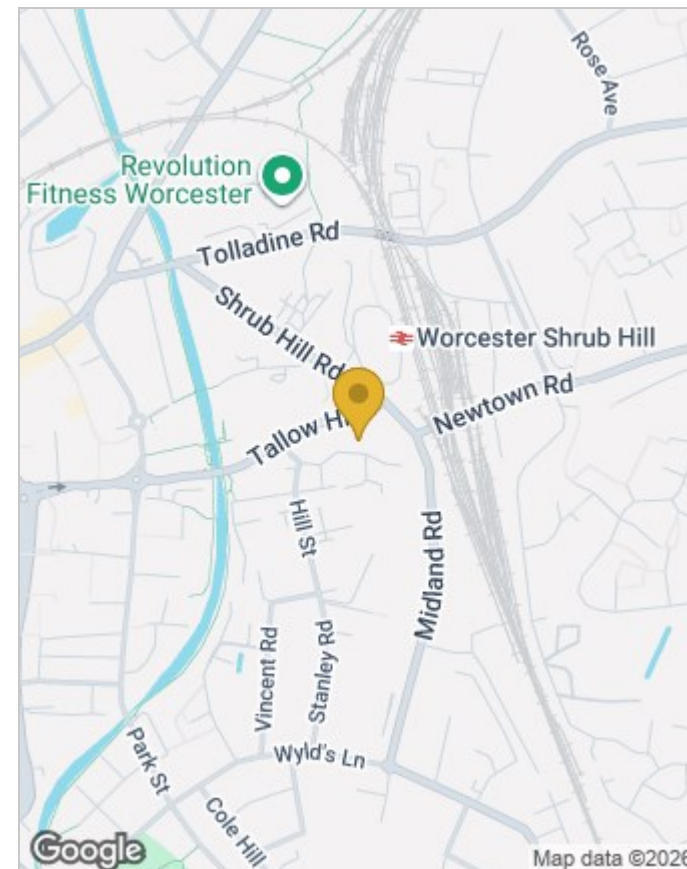 Rose Ave
Revolution
Fitness Worcester
Tolladine Rd
Shrub Hill Rd
Worcester Shrub Hill
Newtown Rd
Tallow Hi
Hill St
Midland Rd
Vincent Rd
Stanley Rd
Wyld's Ln
Park St
Cole Hill
Google
Map data ©2026